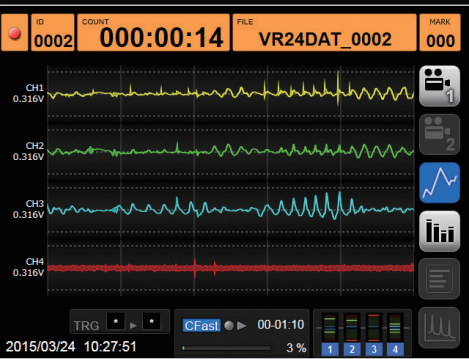 ID
0002
COUNT
000:00:14
FILE
VR24DAT_0002
MARK
000
CH1
0.316V
CH2
0.316V
CH3
0.316V
CH4
0.316V
1
2
TRG * ▶ *
CFast 00-01:10
3 %
1 2 3 4
2015/03/24 10:27:51